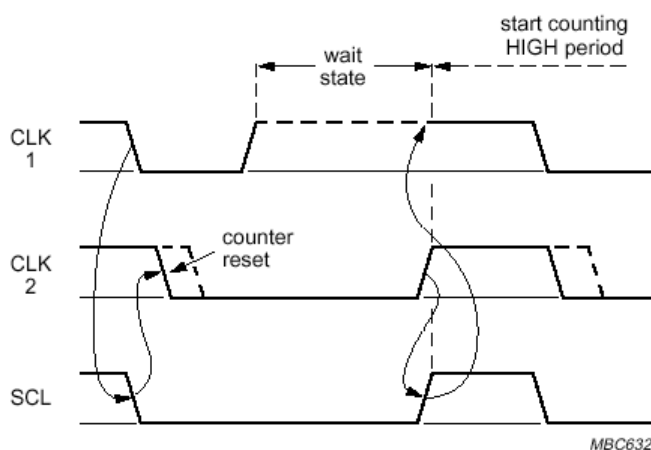 start counting
HIGH period
wait
state
CLK
1
counter
reset
CLK
2
SCL
MBC632